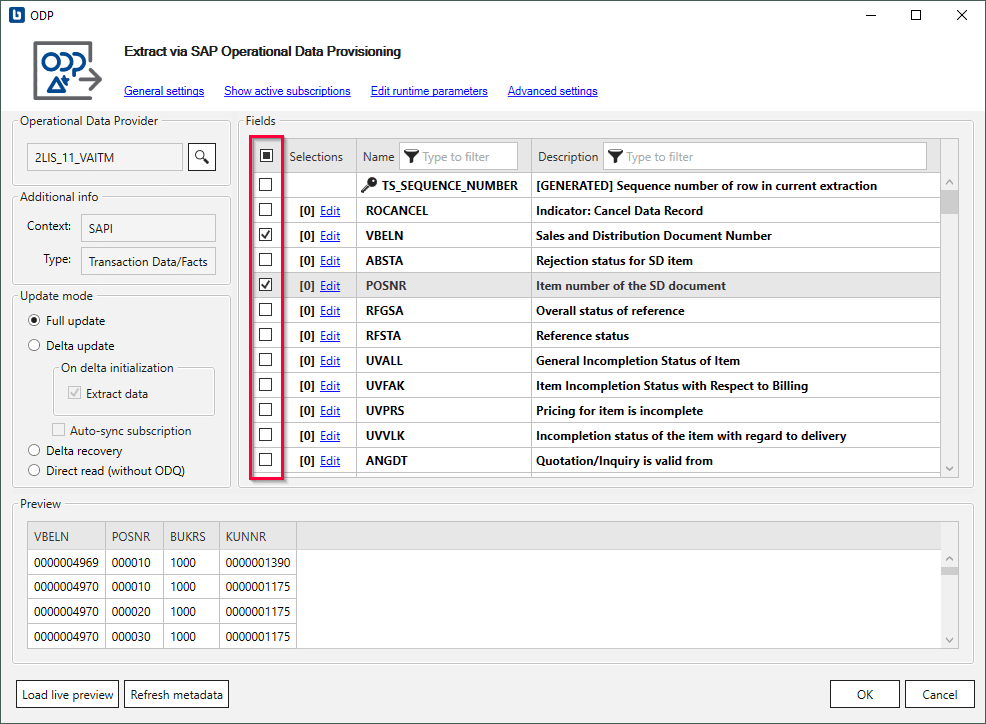 ODP
Extract via SAP Operational Data Provisioning
General settings Show active subscriptions Edit runtime parameters Advanced settings
Operational Data Provider
2LIS_11_VAITM
Additional info
Context: SAPI
Type: Transaction Data/Facts
Update mode
Full update
Delta update
On delta initialization
Extract data
Auto-sync subscription
Delta recovery
Direct read (without ODQ)
Fields
Selections Name Type to filter Description Type to filter
TS_SEQUENCE_NUMBER [GENERATED] Sequence number of row in current extraction
[0] Edit ROCANCEL Indicator: Cancel Data Record
[0] Edit VBELN Sales and Distribution Document Number
[0] Edit ABSTA Rejection status for SD item
[0] Edit POSNR Item number of the SD document
[0] Edit RFGSA Overall status of reference
[0] Edit RFSTA Reference status
[0] Edit UVALL General Incompletion Status of Item
[0] Edit UVFAK Item Incompletion Status with Respect to Billing
[0] Edit UVPRS Pricing for item is incomplete
[0] Edit UVVLK Incompletion status of the item with regard to delivery
[0] Edit ANGDT Quotation/Inquiry is valid from
Preview
VBELN POSNR BUKRS KUNNR
0000004969 000010 1000 0000001390
0000004970 000010 1000 0000001175
0000004970 000020 1000 0000001175
0000004970 000030 1000 0000001175
Load live preview Refresh metadata OK Cancel